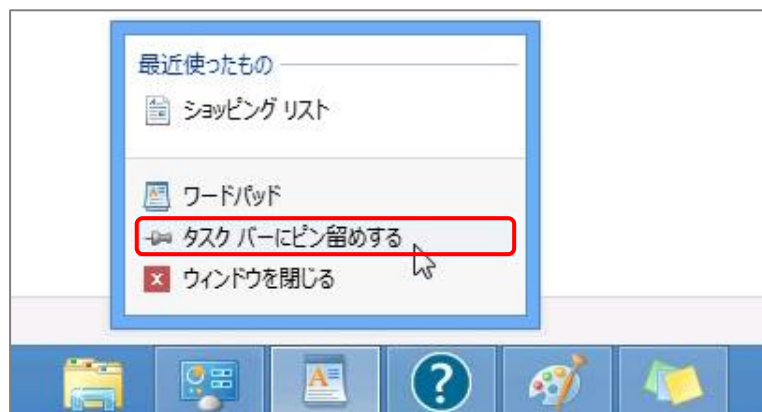 最近使ったもの
ショッピング リスト
ワードパッド
タスク バーにピン留めする
ウィンドウを閉じる